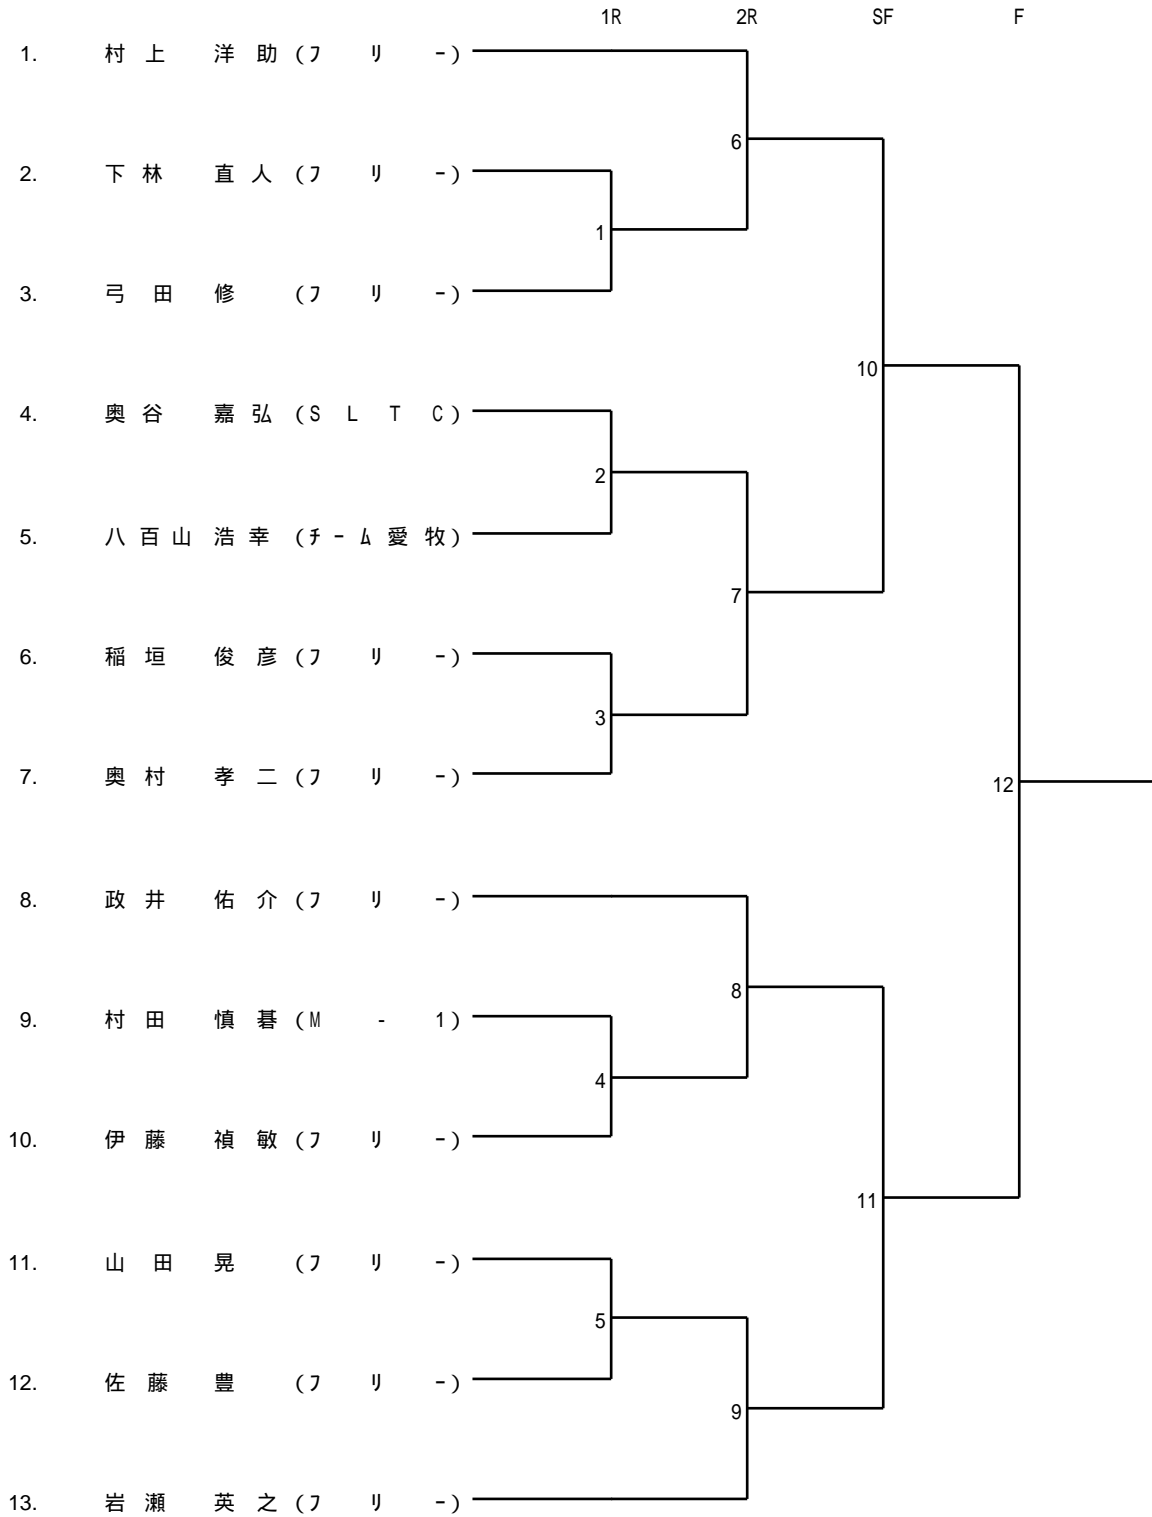 1R 2R SF F
1. 村上 洋助 (フリー)
6
2. 下林 直人 (フリー)
1
3. 弓田 修 (フリー)
10
4. 奥谷 嘉弘 (SLTC)
2
5. 八百山 浩幸 (チーム愛牧)
7
6. 稲垣 俊彦 (フリー)
3
7. 奥村 孝二 (フリー)
12
8. 政井 佑介 (フリー)
8
9. 村田 慎碁 (M-1)
4
10. 伊藤 禎敏 (フリー)
11
11. 山田 晃 (フリー)
5
12. 佐藤 豊 (フリー)
9
13. 岩瀬 英之 (フリー)